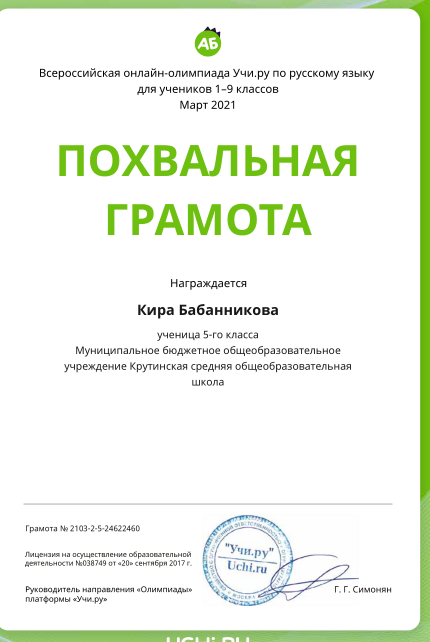 АБ
Всероссийская онлайн-олимпиада Учи.ру по русскому языку
для учеников 1–9 классов
Март 2021
ПОХВАЛЬНАЯ
ГРАМОТА
Награждается
Кира Бабанникова
ученица 5-го класса
Муниципальное бюджетное общеобразовательное
учреждение Крутинская средняя общеобразовательная
школа
Грамота № 2103-2-5-24622460
Лицензия на осуществление образовательной
деятельности №038749 от «20» сентября 2017 г.
Руководитель направления «Олимпиады»
платформы «Учи.ру»
"Учи.ру"
Uchi.ru
Г. Г. Симонян
UCHi.RU